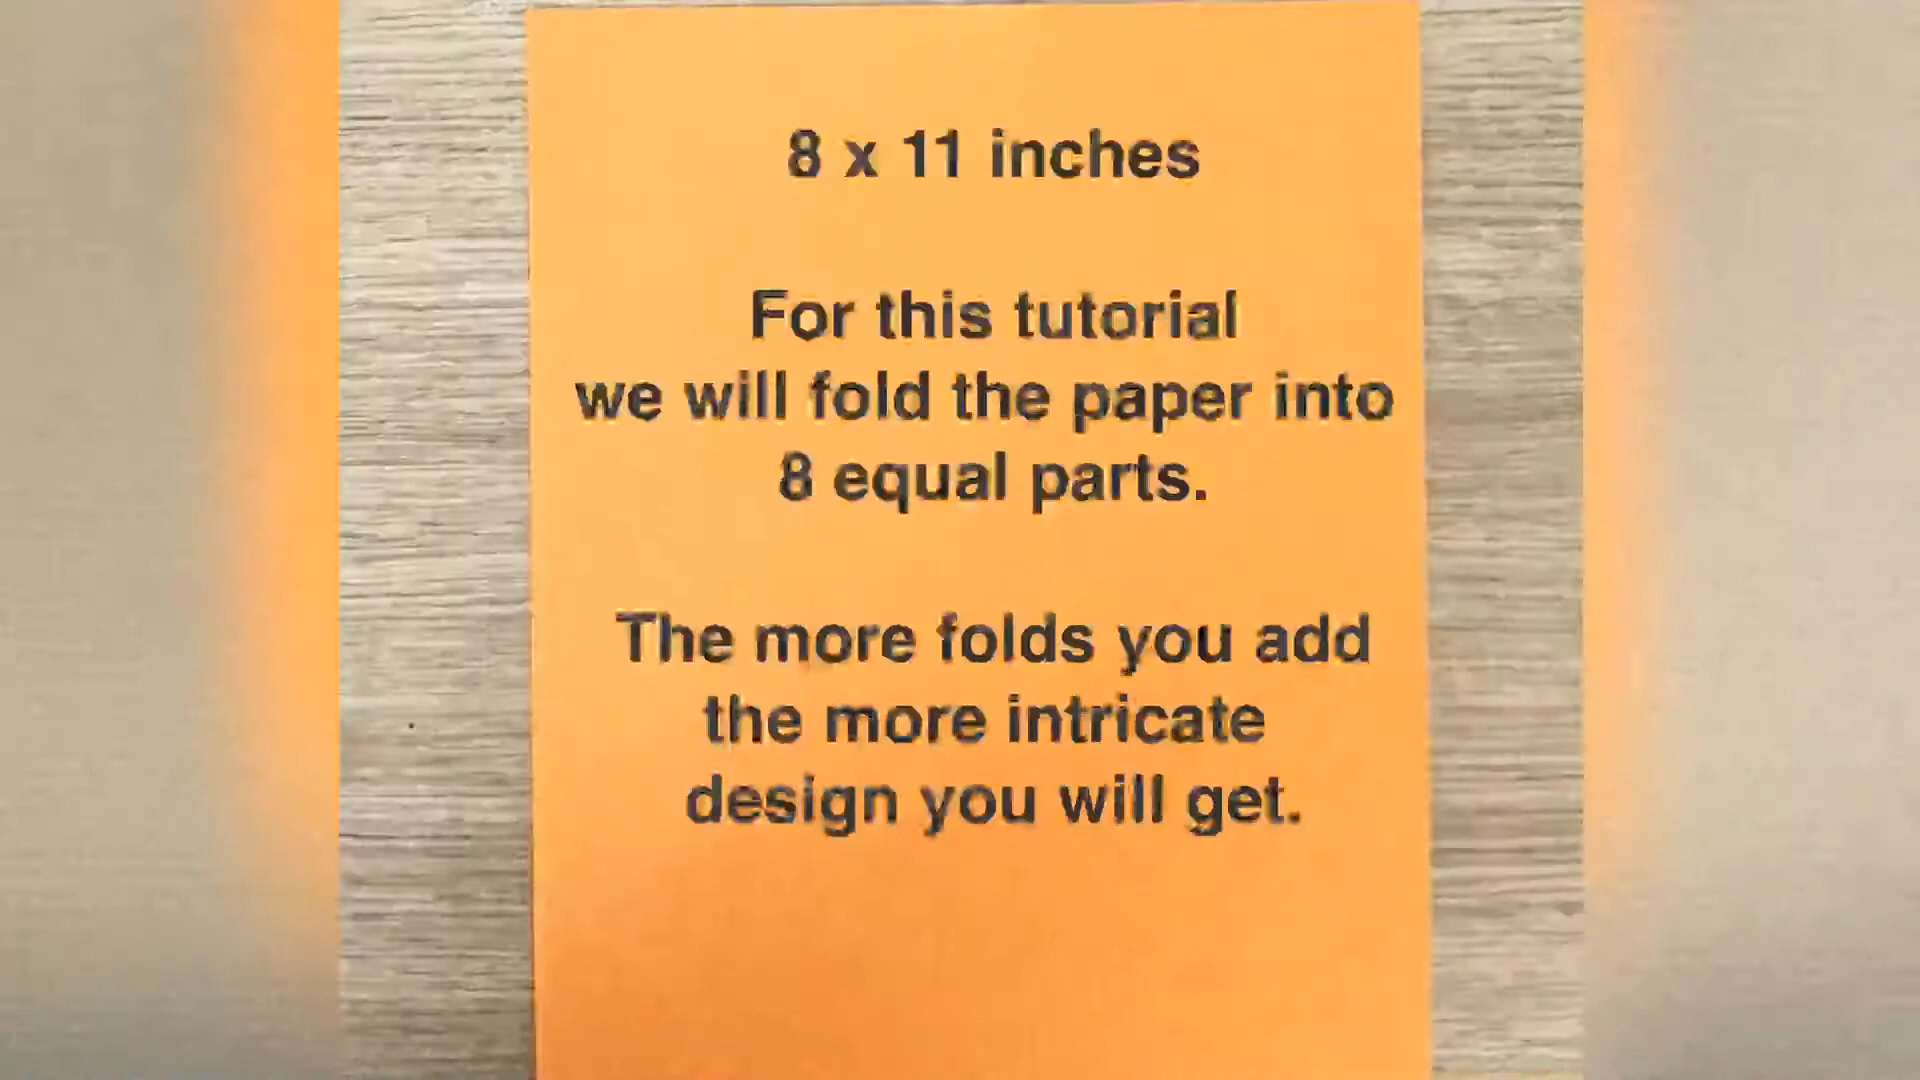 8 x 11 inches
For this tutorial
we will fold the paper into
8 equal parts.
The more folds you add
the more intricate
design you will get.